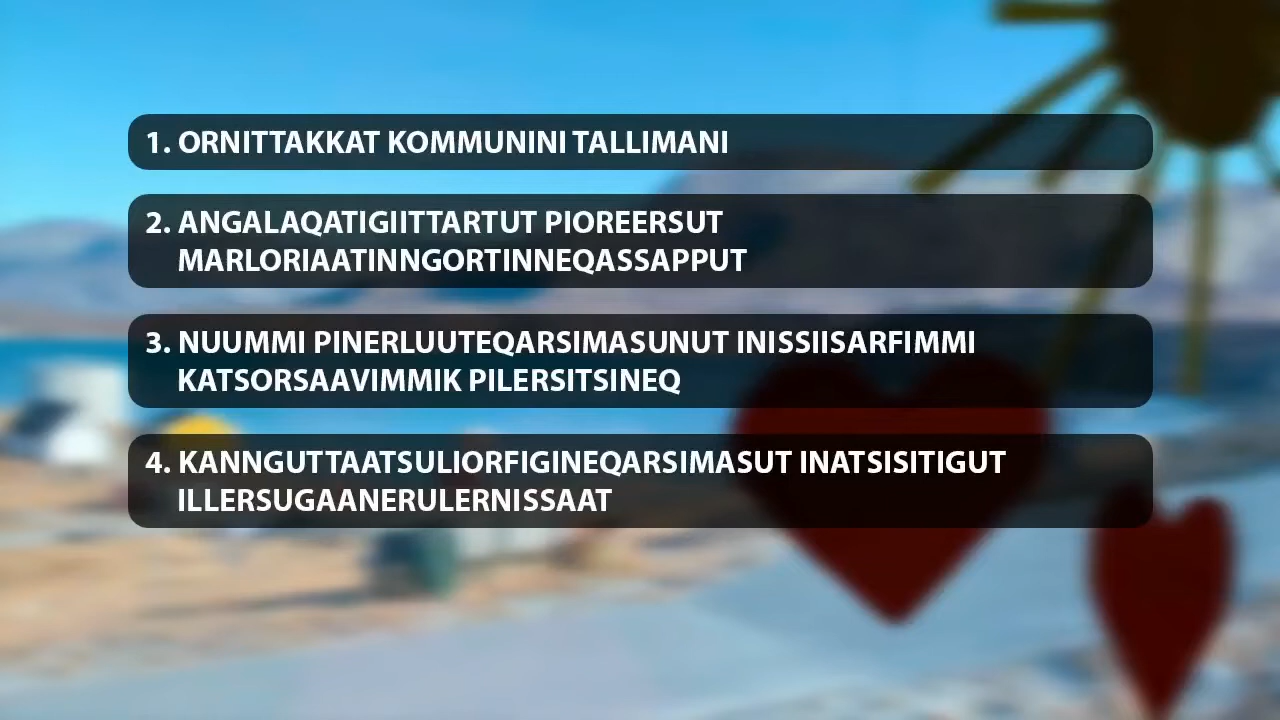 1. ORNITTAKKAT KOMMUNINI TALLIMANI
2. ANGALAQATIGIITTARTUT PIOREERSUT
MARLORIAATINNGORTINNEQASSAPPUT
3. NUUMMI PINERLUUTEQARSIMASUNUT INISSIISARFIMMI
KATSORSAAVIMMIK PILERSITSINEQ
4. KANNGUTTAATSULIORFIGINEQARSIMASUT INATSISITIGUT
ILLERSUGAANERULERNISSAAT